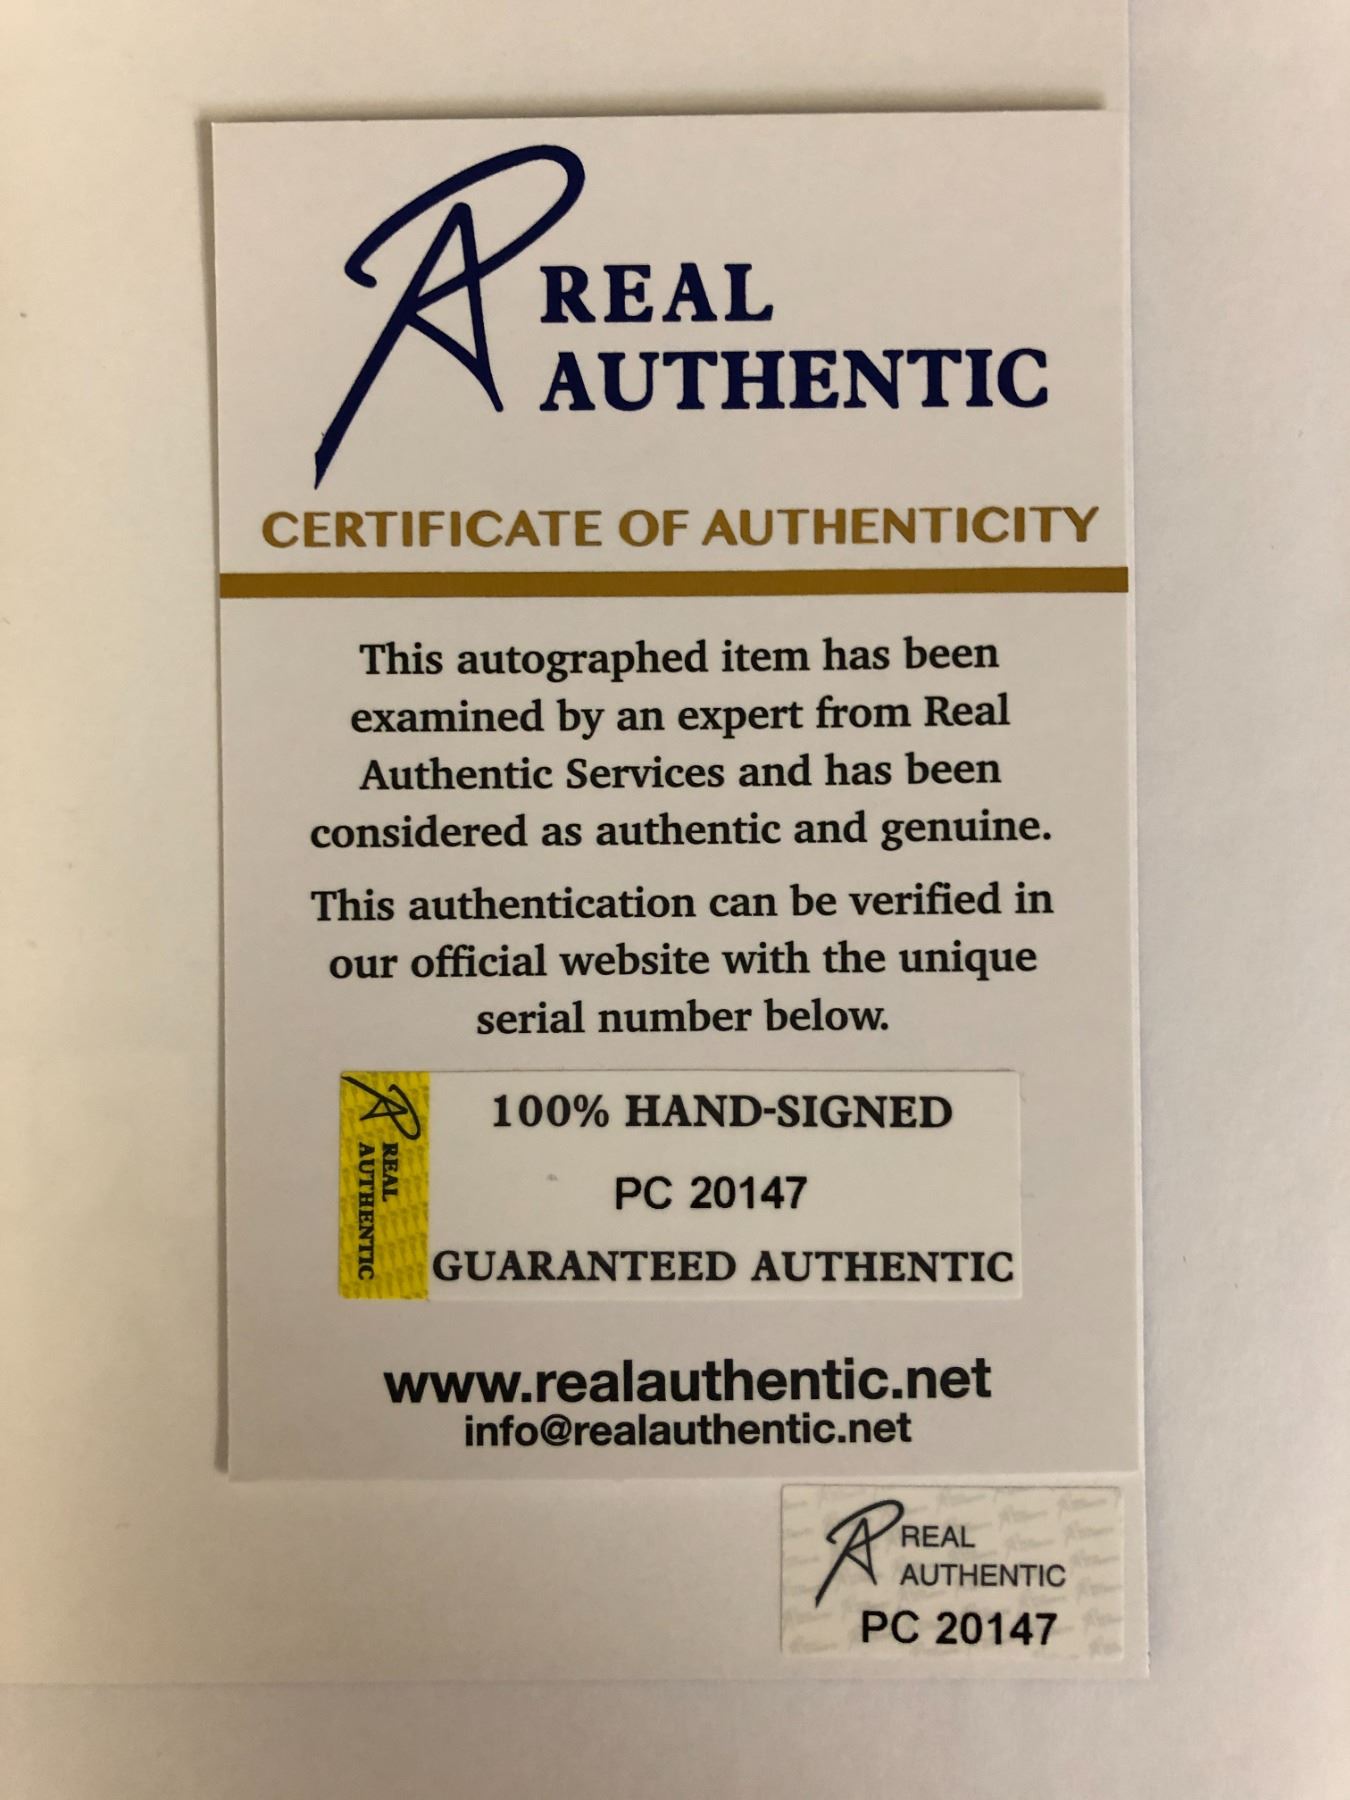 REAL
AUTHENTIC
CERTIFICATE OF AUTHENTICITY
This autographed item has been
examined by an expert from Real
Authentic Services and has been
considered as authentic and genuine.
This authentication can be verified in
our official website with the unique
serial number below.
REAL
AUTHENTIC
100% HAND-SIGNED
PC 20147
GUARANTEED AUTHENTIC
www.realauthentic.net
info@realauthentic.net
REAL
AUTHENTIC
PC 20147